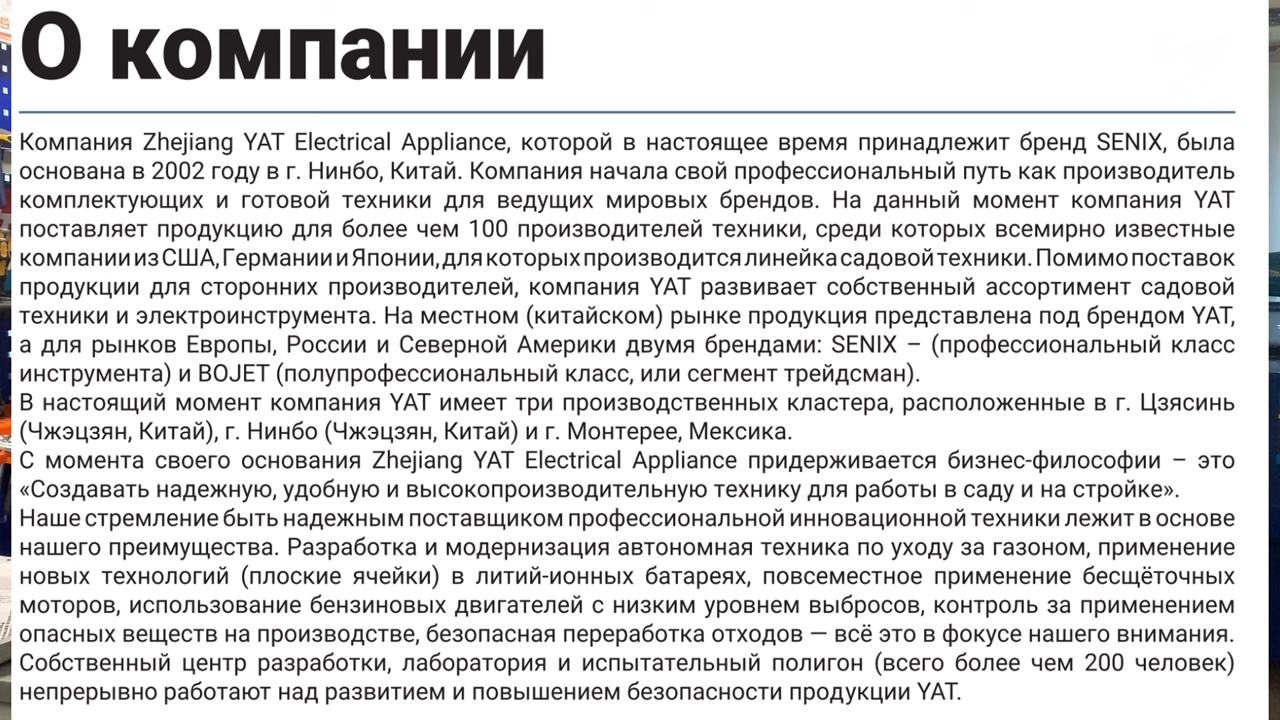 О компании
Компания Zhejiang YAT Electrical Appliance, которой в настоящее время принадлежит бренд SENIX, была
основана в 2002 году в г. Нинбо, Китай. Компания начала свой профессиональный путь как производитель
комплектующих и готовой техники для ведущих мировых брендов. На данный момент компания YAT
поставляет продукцию для более чем 100 производителей техники, среди которых всемирно известные
компании из США, Германии и Японии, для которых производится линейка садовой техники. Помимо поставок
продукции для сторонних производителей, компания YAT развивает собственный ассортимент садовой
техники и электроинструмента. На местном (китайском) рынке продукция представлена под брендом YAT,
а для рынков Европы, России и Северной Америки двумя брендами: SENIX – (профессиональный класс
инструмента) и BOJET (полупрофессиональный класс, или сегмент трейдсман).
В настоящий момент компания YAT имеет три производственных кластера, расположенные в г. Цзясинь
(Чжэцзян, Китай), г. Нинбо (Чжэцзян, Китай) и г. Монтерее, Мексика.
С момента своего основания Zhejiang YAT Electrical Appliance придерживается бизнес-философии – это
«Создавать надежную, удобную и высокопроизводительную технику для работы в саду и на стройке».
Наше стремление быть надежным поставщиком профессиональной инновационной техники лежит в основе
нашего преимущества. Разработка и модернизация автономная техника по уходу за газоном, применение
новых технологий (плоские ячейки) в литий-ионных батареях, повсеместное применение бесщёточных
моторов, использование бензиновых двигателей с низким уровнем выбросов, контроль за применением
опасных веществ на производстве, безопасная переработка отходов — всё это в фокусе нашего внимания.
Собственный центр разработки, лаборатория и испытательный полигон (всего более чем 200 человек)
непрерывно работают над развитием и повышением безопасности продукции YAT.